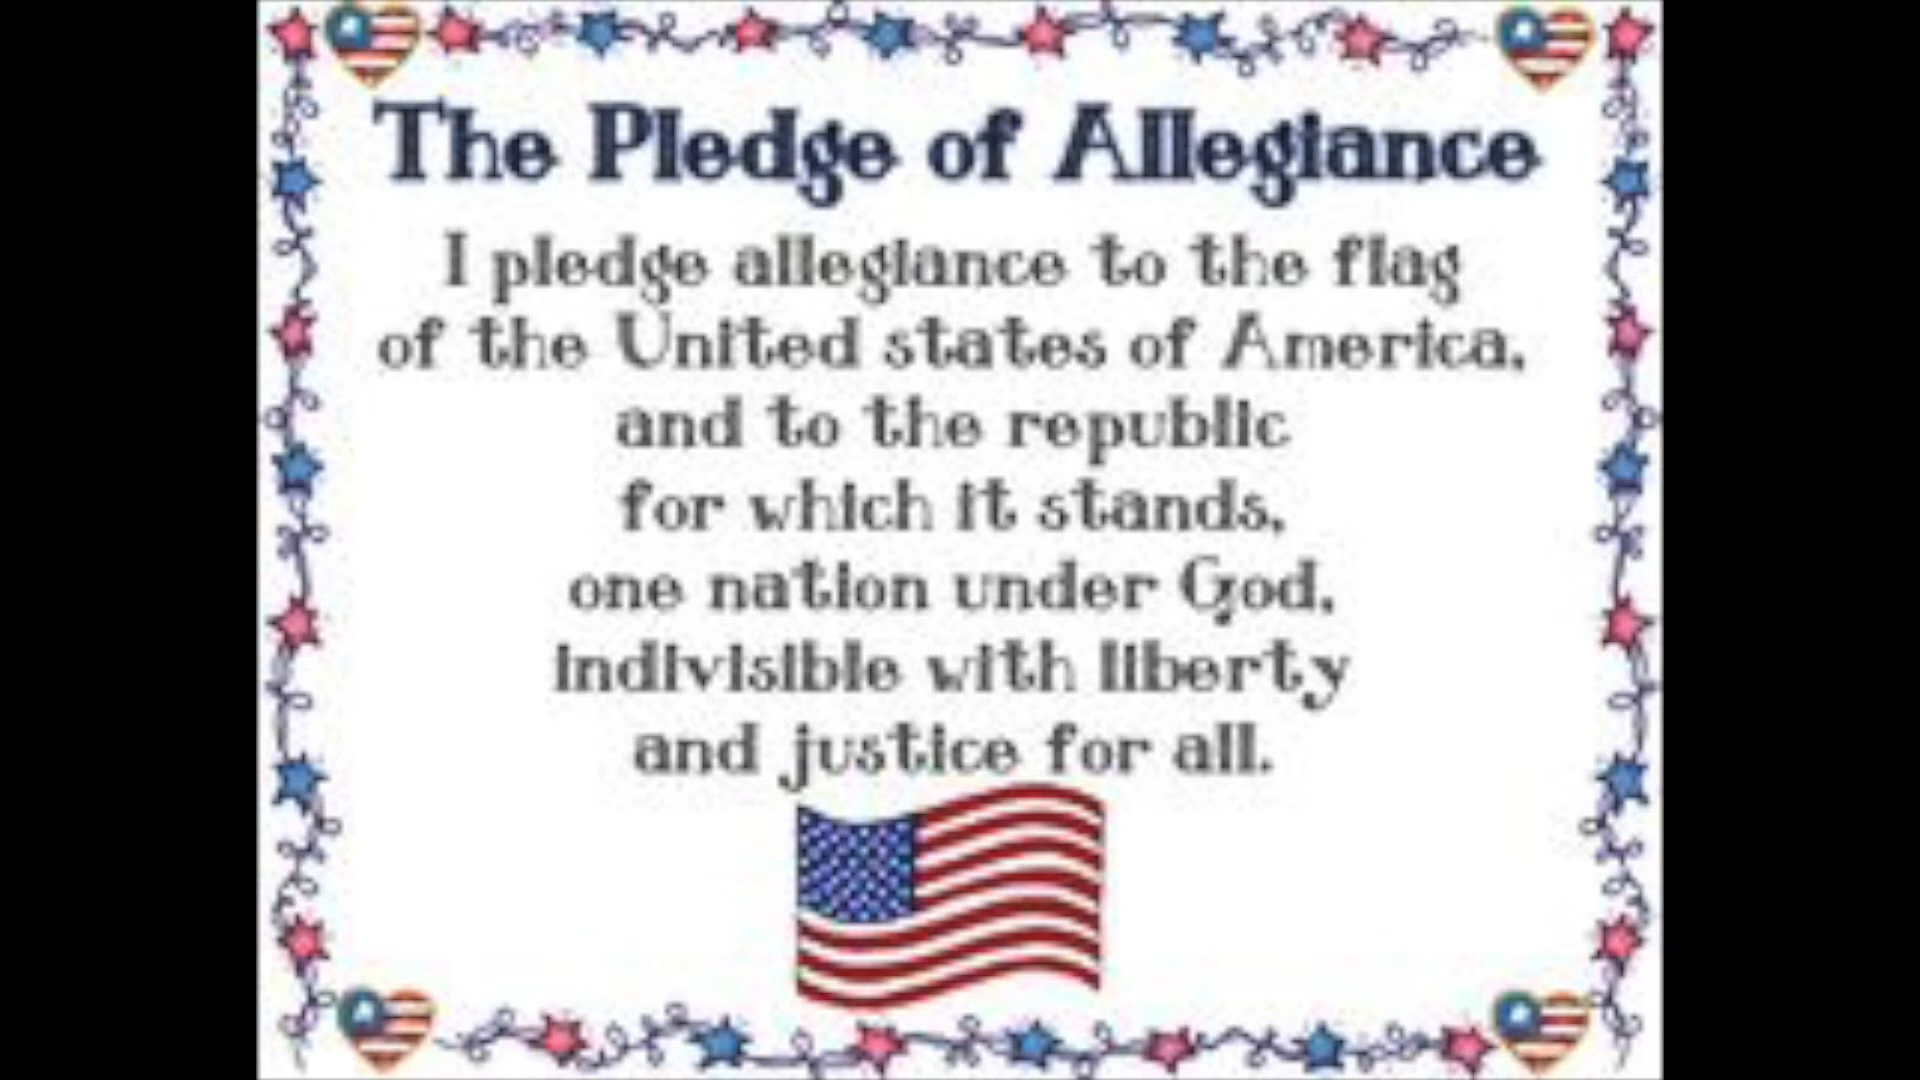 The Pledge of Allegiance
I pledge allegiance to the flag
of the United states of America,
and to the republic
for which it stands,
one nation under God,
indivisible with liberty
and justice for all.